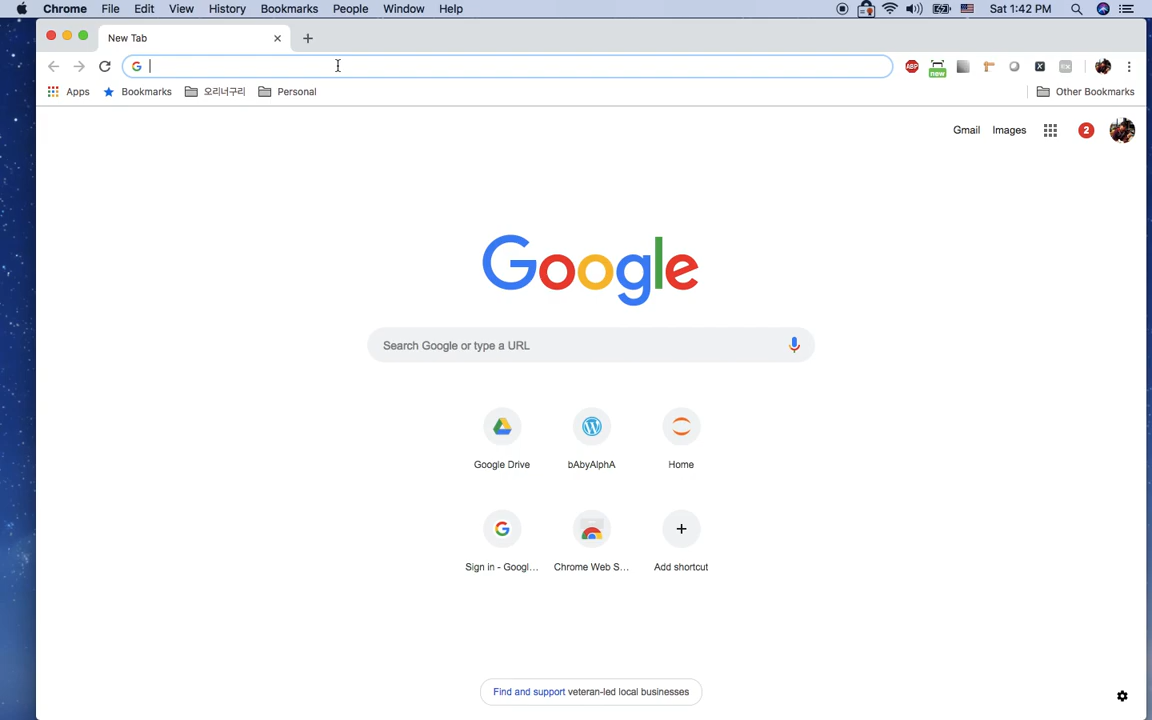 Chrome File Edit View History Bookmarks People Window Help Sat 1:42 PM
New Tab
ABP new X
Apps Bookmarks 오리너구리 Personal Other Bookmarks
Gmail Images 2
Google
Search Google or type a URL
Google Drive bAbyAlphA Home
Sign in - Googl... Chrome Web S... Add shortcut
Find and support veteran-led local businesses